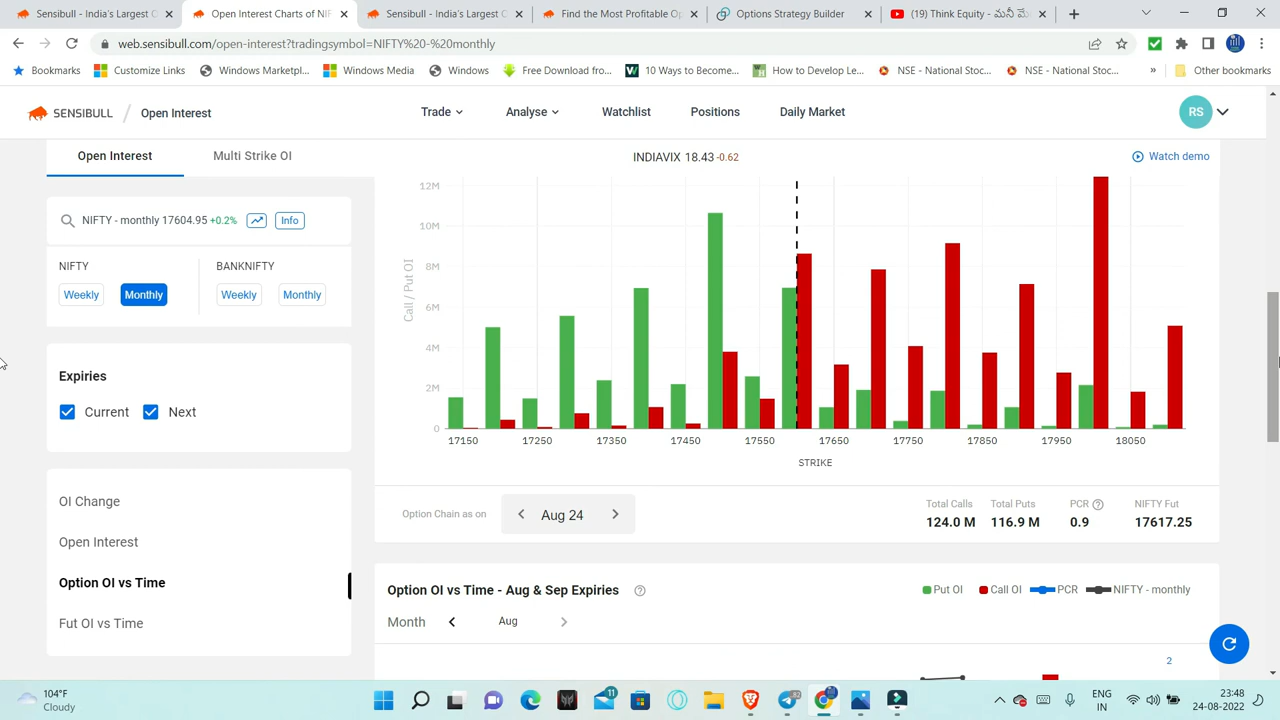 Sensibull - India's Largest O
Open Interest Charts of NIF
Sensibull - India's Largest O
Find the Most Profitable Op
Options Strategy Builder
(19) Think Equity - మనీ మే
web.sensibull.com/open-interest?tradingsymbol=NIFTY%20-%20monthly
Bookmarks
Customize Links
Windows Marketpl...
Windows Media
Windows
Free Download fro...
10 Ways to Become...
How to Develop Le...
NSE - National Stoc...
NSE - National Stoc...
»
Other bookmarks
SENSIBULL / Open Interest
Trade
Analyse
Watchlist
Positions
Daily Market
RS
Open Interest
Multi Strike OI
INDIAVIX 18.43 -0.62
Watch demo
NIFTY - monthly 17604.95 +0.2%
Info
NIFTY
BANKNIFTY
Weekly
Monthly
Weekly
Monthly
Expiries
Current
Next
OI Change
Open Interest
Option OI vs Time
Fut OI vs Time
Call / Put OI
12M
10M
8M
6M
4M
2M
0
17150 17250 17350 17450 17550 17650 17750 17850 17950 18050
STRIKE
Option Chain as on
Aug 24
Total Calls Total Puts PCR NIFTY Fut
124.0 M 116.9 M 0.9 17617.25
Option OI vs Time - Aug & Sep Expiries
Put OI Call OI PCR NIFTY - monthly
Month Aug
2
104°F
Cloudy
11
ENG
IN
23:48
24-08-2022